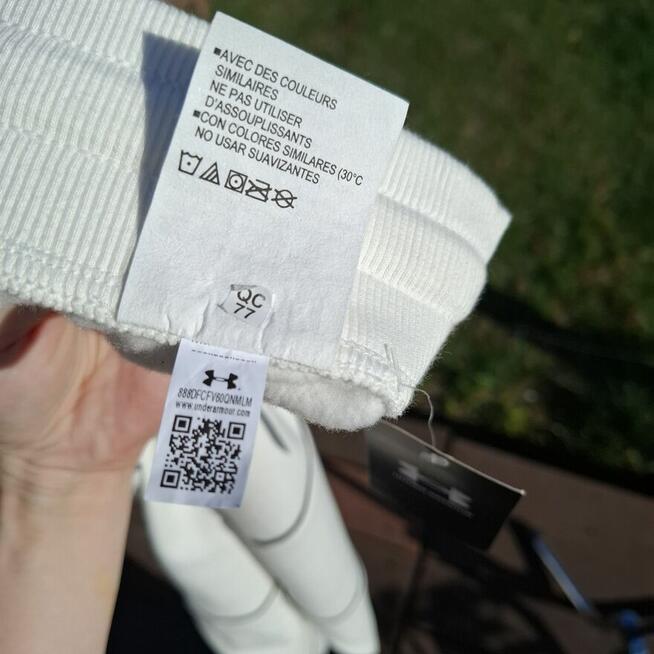 ▪AVEC DES COULEURS
SIMILAIRES
NE PAS UTILISER
D'ASSOUPLISSANTS
▪CON COLORES SIMILARES (30°C
NO USAR SUAVIZANTES
QC
77
888DFCFV60QNMLM
www.underarmour.com